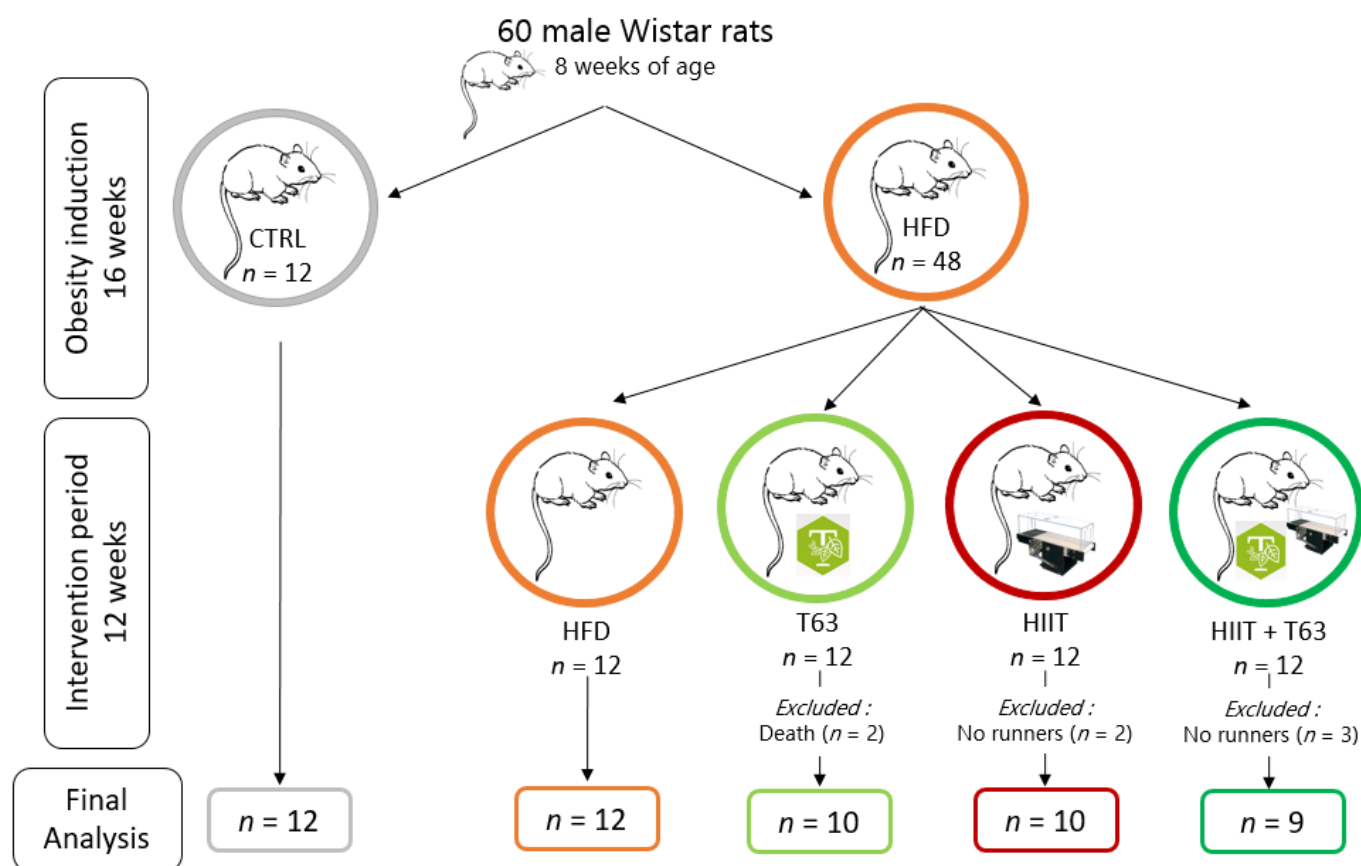 60 male Wistar rats
8 weeks of age
Obesity induction
16 weeks
CTRL
n = 12
HFD
n = 48
Intervention period
12 weeks
HFD
n = 12
T63
n = 12
Excluded :
Death (n = 2)
HIIT
n = 12
Excluded :
No runners (n = 2)
HIIT + T63
n = 12
Excluded :
No runners (n = 3)
Final
Analysis
n = 12
n = 12
n = 10
n = 10
n = 9